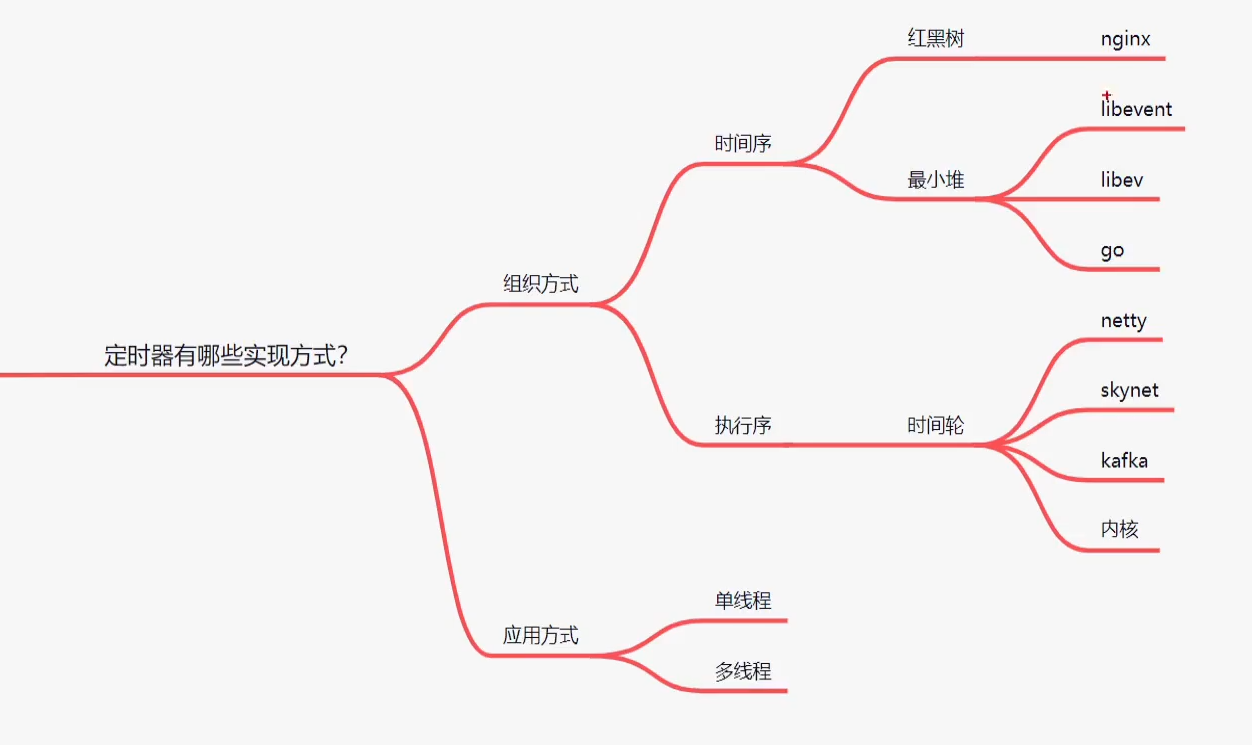 定时器有哪些实现方式？
组织方式
时间序
红黑树
nginx
最小堆
libevent
libev
go
执行序
时间轮
netty
skynet
kafka
内核
应用方式
单线程
多线程